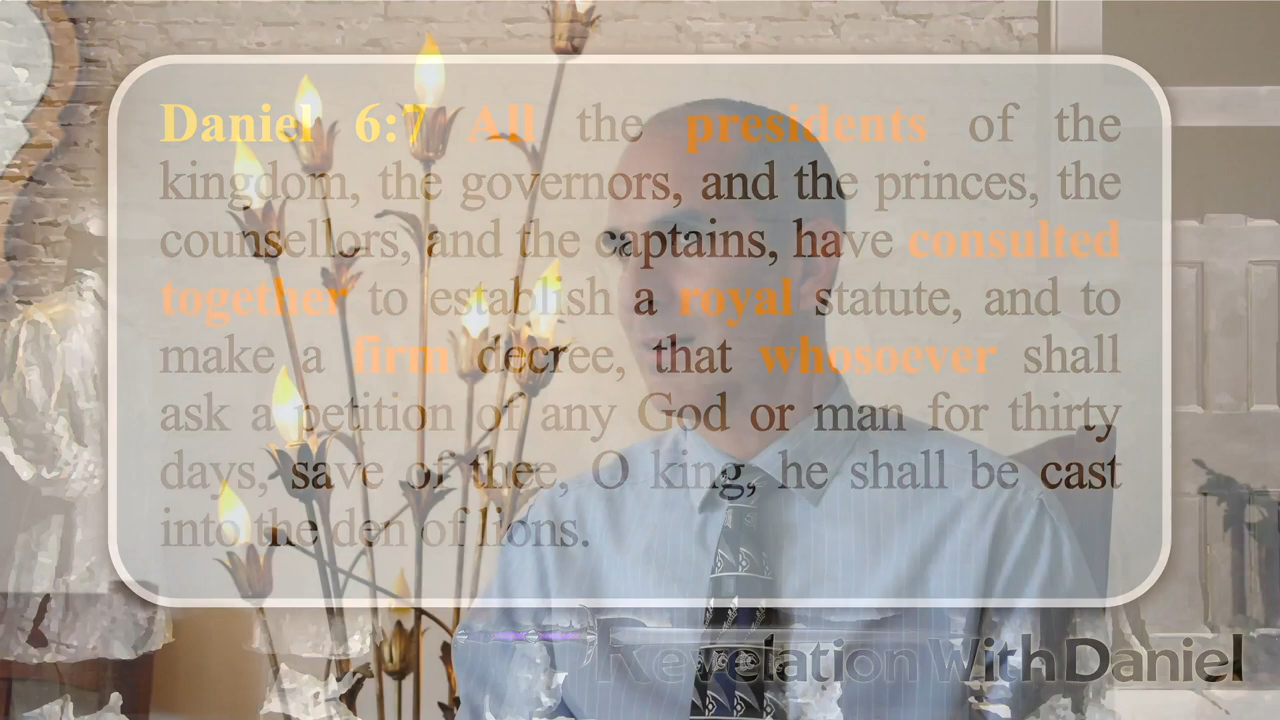 Daniel 6:7 All the presidents of the
kingdom, the governors, and the princes, the
counsellors, and the captains, have consulted
together to establish a royal statute, and to
make a firm decree, that whosoever shall
ask a petition of any God or man for thirty
days, save of thee, O king, he shall be cast
into the den of lions.
Revelation With Daniel